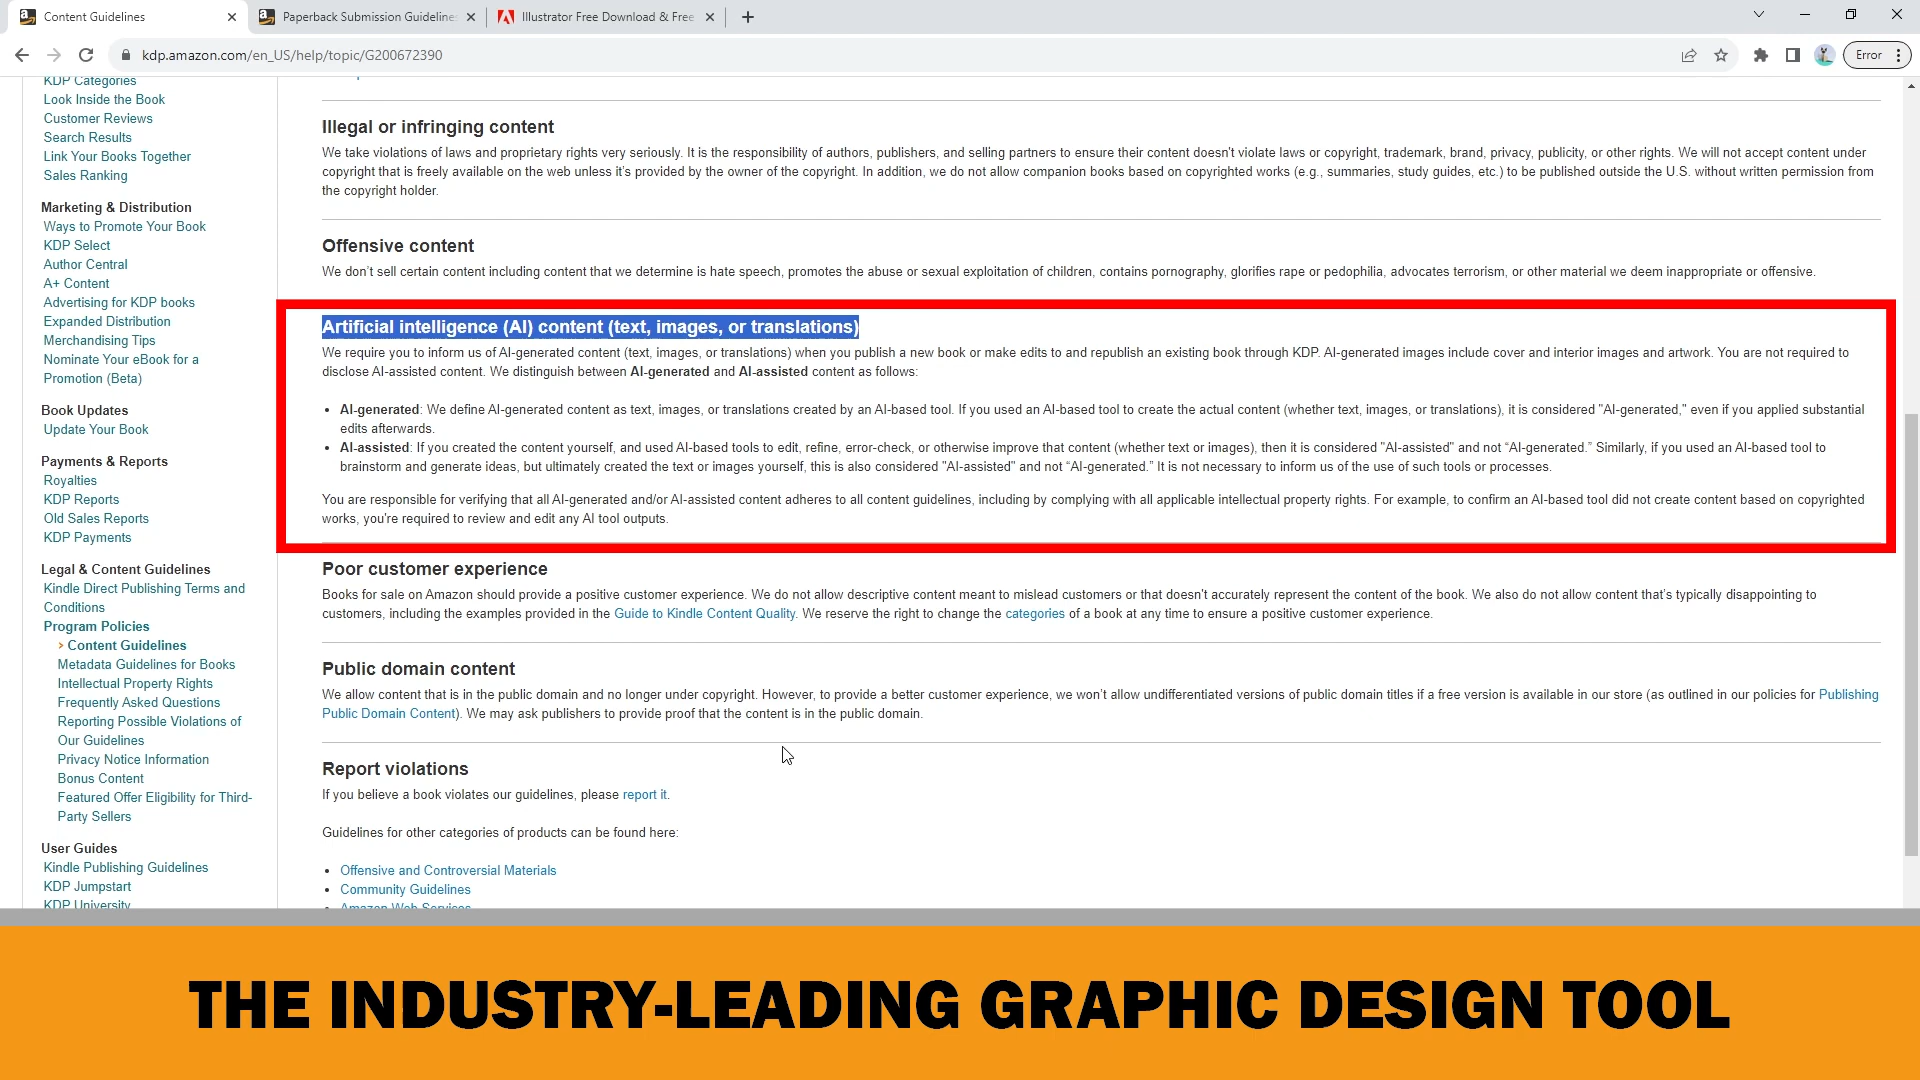 Content Guidelines
Paperback Submission Guideline
Illustrator Free Download & Free
kdp.amazon.com/en_US/help/topic/G200672390
Error
KDP Categories
Look Inside the Book
Customer Reviews
Search Results
Link Your Books Together
Sales Ranking
Marketing & Distribution
Ways to Promote Your Book
KDP Select
Author Central
A+ Content
Advertising for KDP books
Expanded Distribution
Merchandising Tips
Nominate Your eBook for a
Promotion (Beta)
Book Updates
Update Your Book
Payments & Reports
Royalties
KDP Reports
Old Sales Reports
KDP Payments
Legal & Content Guidelines
Kindle Direct Publishing Terms and
Conditions
Program Policies
› Content Guidelines
Metadata Guidelines for Books
Intellectual Property Rights
Frequently Asked Questions
Reporting Possible Violations of
Our Guidelines
Privacy Notice Information
Bonus Content
Featured Offer Eligibility for Third-
Party Sellers
User Guides
Kindle Publishing Guidelines
KDP Jumpstart
KDP University
Illegal or infringing content
We take violations of laws and proprietary rights very seriously. It is the responsibility of authors, publishers, and selling partners to ensure their content doesn't violate laws or copyright, trademark, brand, privacy, publicity, or other rights. We will not accept content under
copyright that is freely available on the web unless it's provided by the owner of the copyright. In addition, we do not allow companion books based on copyrighted works (e.g., summaries, study guides, etc.) to be published outside the U.S. without written permission from
the copyright holder.
Offensive content
We don't sell certain content including content that we determine is hate speech, promotes the abuse or sexual exploitation of children, contains pornography, glorifies rape or pedophilia, advocates terrorism, or other material we deem inappropriate or offensive.
Artificial intelligence (AI) content (text, images, or translations)
We require you to inform us of AI-generated content (text, images, or translations) when you publish a new book or make edits to and republish an existing book through KDP. AI-generated images include cover and interior images and artwork. You are not required to
disclose AI-assisted content. We distinguish between AI-generated and AI-assisted content as follows:
• AI-generated: We define AI-generated content as text, images, or translations created by an AI-based tool. If you used an AI-based tool to create the actual content (whether text, images, or translations), it is considered "AI-generated," even if you applied substantial
edits afterwards.
• AI-assisted: If you created the content yourself, and used AI-based tools to edit, refine, error-check, or otherwise improve that content (whether text or images), then it is considered "AI-assisted" and not “AI-generated.” Similarly, if you used an AI-based tool to
brainstorm and generate ideas, but ultimately created the text or images yourself, this is also considered "AI-assisted" and not “AI-generated.” It is not necessary to inform us of the use of such tools or processes.
You are responsible for verifying that all AI-generated and/or AI-assisted content adheres to all content guidelines, including by complying with all applicable intellectual property rights. For example, to confirm an AI-based tool did not create content based on copyrighted
works, you're required to review and edit any AI tool outputs.
Poor customer experience
Books for sale on Amazon should provide a positive customer experience. We do not allow descriptive content meant to mislead customers or that doesn't accurately represent the content of the book. We also do not allow content that's typically disappointing to
customers, including the examples provided in the Guide to Kindle Content Quality. We reserve the right to change the categories of a book at any time to ensure a positive customer experience.
Public domain content
We allow content that is in the public domain and no longer under copyright. However, to provide a better customer experience, we won't allow undifferentiated versions of public domain titles if a free version is available in our store (as outlined in our policies for Publishing
Public Domain Content). We may ask publishers to provide proof that the content is in the public domain.
Report violations
If you believe a book violates our guidelines, please report it.
Guidelines for other categories of products can be found here:
• Offensive and Controversial Materials
• Community Guidelines
• Amazon Web Services
THE INDUSTRY-LEADING GRAPHIC DESIGN TOOL